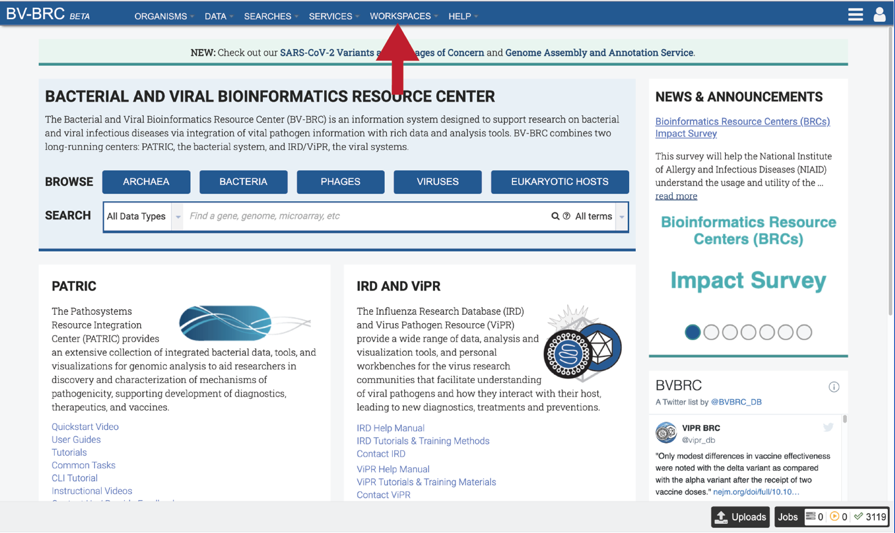 BV-BRC BETA
ORGANISMS DATA SEARCHES SERVICES WORKSPACES HELP
NEW: Check out our SARS-CoV-2 Variants a ages of Concern and Genome Assembly and Annotation Service.
BACTERIAL AND VIRAL BIOINFORMATICS RESOURCE CENTER
The Bacterial and Viral Bioinformatics Resource Center (BV-BRC) is an information system designed to support research on bacterial
and viral infectious diseases via integration of vital pathogen information with rich data and analysis tools. BV-BRC combines two
long-running centers: PATRIC, the bacterial system, and IRD/ViPR, the viral systems.
BROWSE ARCHAEA BACTERIA PHAGES VIRUSES EUKARYOTIC HOSTS
SEARCH All Data Types Find a gene, genome, microarray, etc All terms
PATRIC
The Pathosystems
Resource Integration
Center (PATRIC) provides
an extensive collection of integrated bacterial data, tools, and
visualizations for genomic analysis to aid researchers in
discovery and characterization of mechanisms of
pathogenicity, supporting development of diagnostics,
therapeutics, and vaccines.
Quickstart Video
User Guides
Tutorials
Common Tasks
CLI Tutorial
Instructional Videos
IRD AND ViPR
The Influenza Research Database (IRD)
and Virus Pathogen Resource (ViPR)
provide a wide range of data, analysis and
visualization tools, and personal
workbenches for the virus research
communities that facilitate understanding
of viral pathogens and how they interact with their host,
leading to new diagnostics, treatments and preventions.
IRD Help Manual
IRD Tutorials & Training Methods
Contact IRD
ViPR Help Manual
ViPR Tutorials & Training Materials
Contact ViPR
NEWS & ANNOUNCEMENTS
Bioinformatics Resource Centers (BRCs)
Impact Survey
This survey will help the National Institute
of Allergy and Infectious Diseases (NIAID)
understand the usage and utility of the ...
read more
Bioinformatics Resource
Centers (BRCs)
Impact Survey
BVBRC
A Twitter list by @BVBRC_DB
VIPR BRC
@vipr_db
"Only modest differences in vaccine effectiveness
were noted with the delta variant as compared
with the alpha variant after the receipt of two
vaccine doses." nejm.org/doi/full/10.10...
Uploads Jobs 0 0 3119